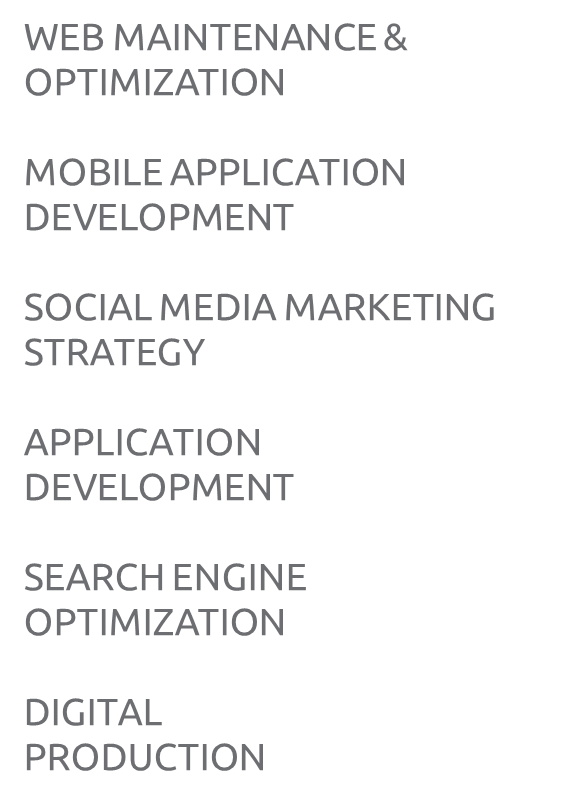 WEB MAINTENANCE &
OPTIMIZATION
MOBILE APPLICATION
DEVELOPMENT
SOCIAL MEDIA MARKETING
STRATEGY
APPLICATION
DEVELOPMENT
SEARCH ENGINE
OPTIMIZATION
DIGITAL
PRODUCTION